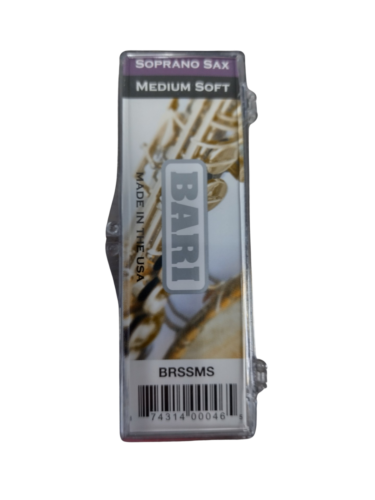 SOPRANO SAX
MEDIUM SOFT
BARI
MADE IN THE USA
BRSSMS
74314 00046